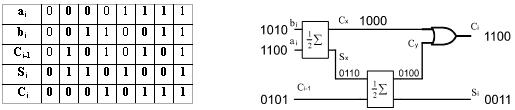 aᵢ 0 0 0 0 1 1 1 1
bᵢ 0 0 1 1 0 0 1 1
Cᵢ₋₁ 0 1 0 1 0 1 0 1
Sᵢ 0 1 1 0 1 0 0 1
Cᵢ 0 0 0 1 0 1 1 1
1010 bᵢ
1100 aᵢ
½Σ
Cₓ 1000
Sₓ
Cᵧ
Cᵢ 1100
0110
0100
½Σ
0101 Cᵢ₋₁
Sᵢ 0011